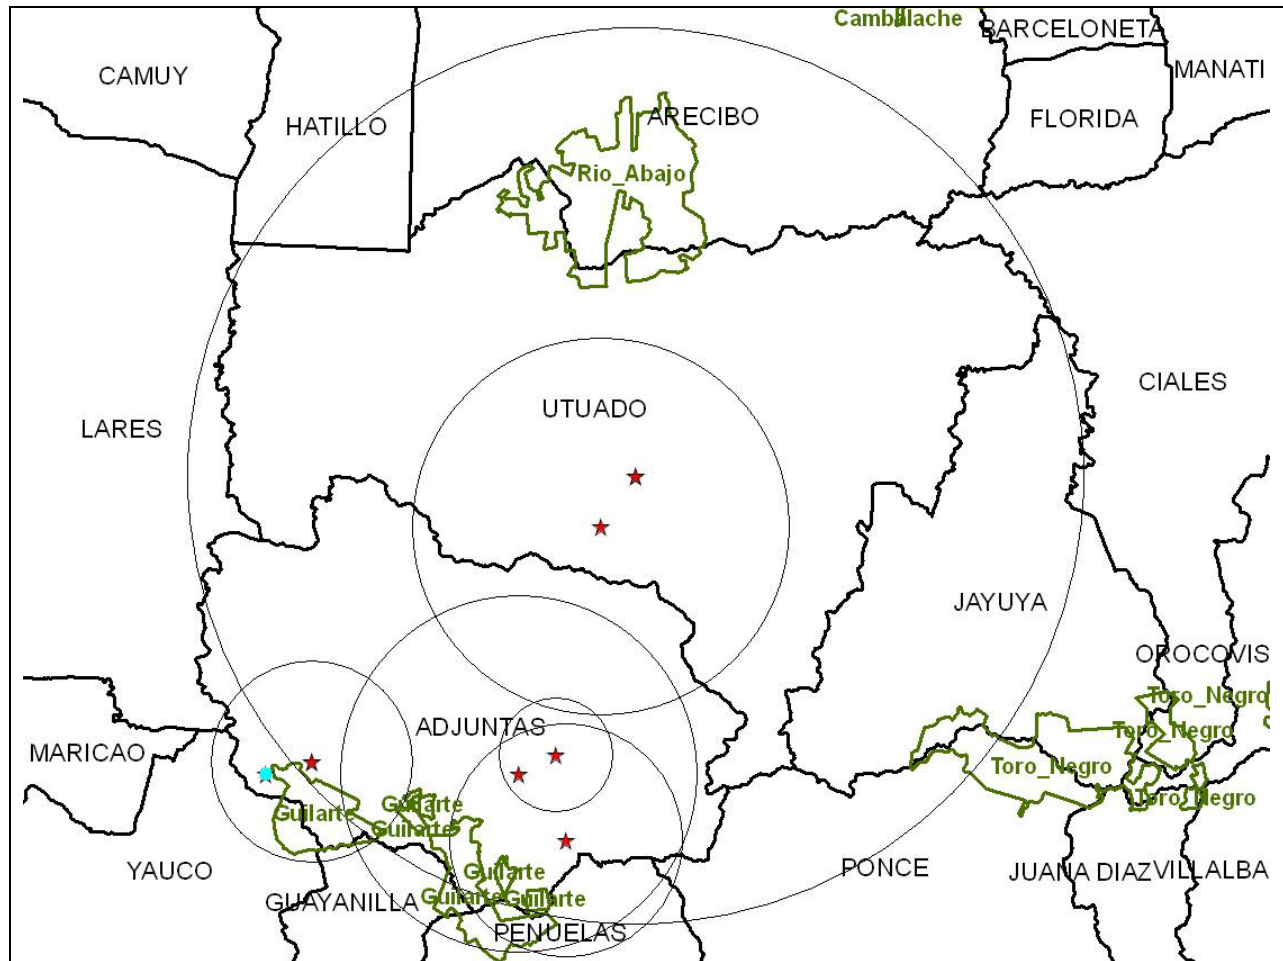 Cambalache
BARCELONETA
CAMUY
MANATI
HATILLO
ARECIBO
FLORIDA
Rio_Abajo
CIALES
UTUADO
LARES
JAYUYA
OROCOVIS
Toro_Negro
ADJUNTAS
Toro_Negro
MARICAO
Toro_Negro
Toro_Negro
Guilarte
Guilarte
Guilarte
YAUCO
Guilarte
PONCE
JUANA DIAZ
VILLALBA
GUAYANILLA
Guilarte
Guilarte
PENUELAS